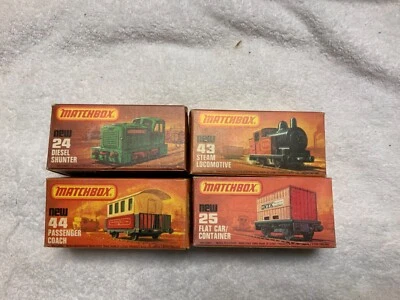 MATCHBOX
new
24
DIESEL
SHUNTER
MATCHBOX
new
43
STEAM
LOCOMOTIVE
MATCHBOX
new
44
PASSENGER
COACH
MATCHBOX
new
25
FLAT CAR/
CONTAINER